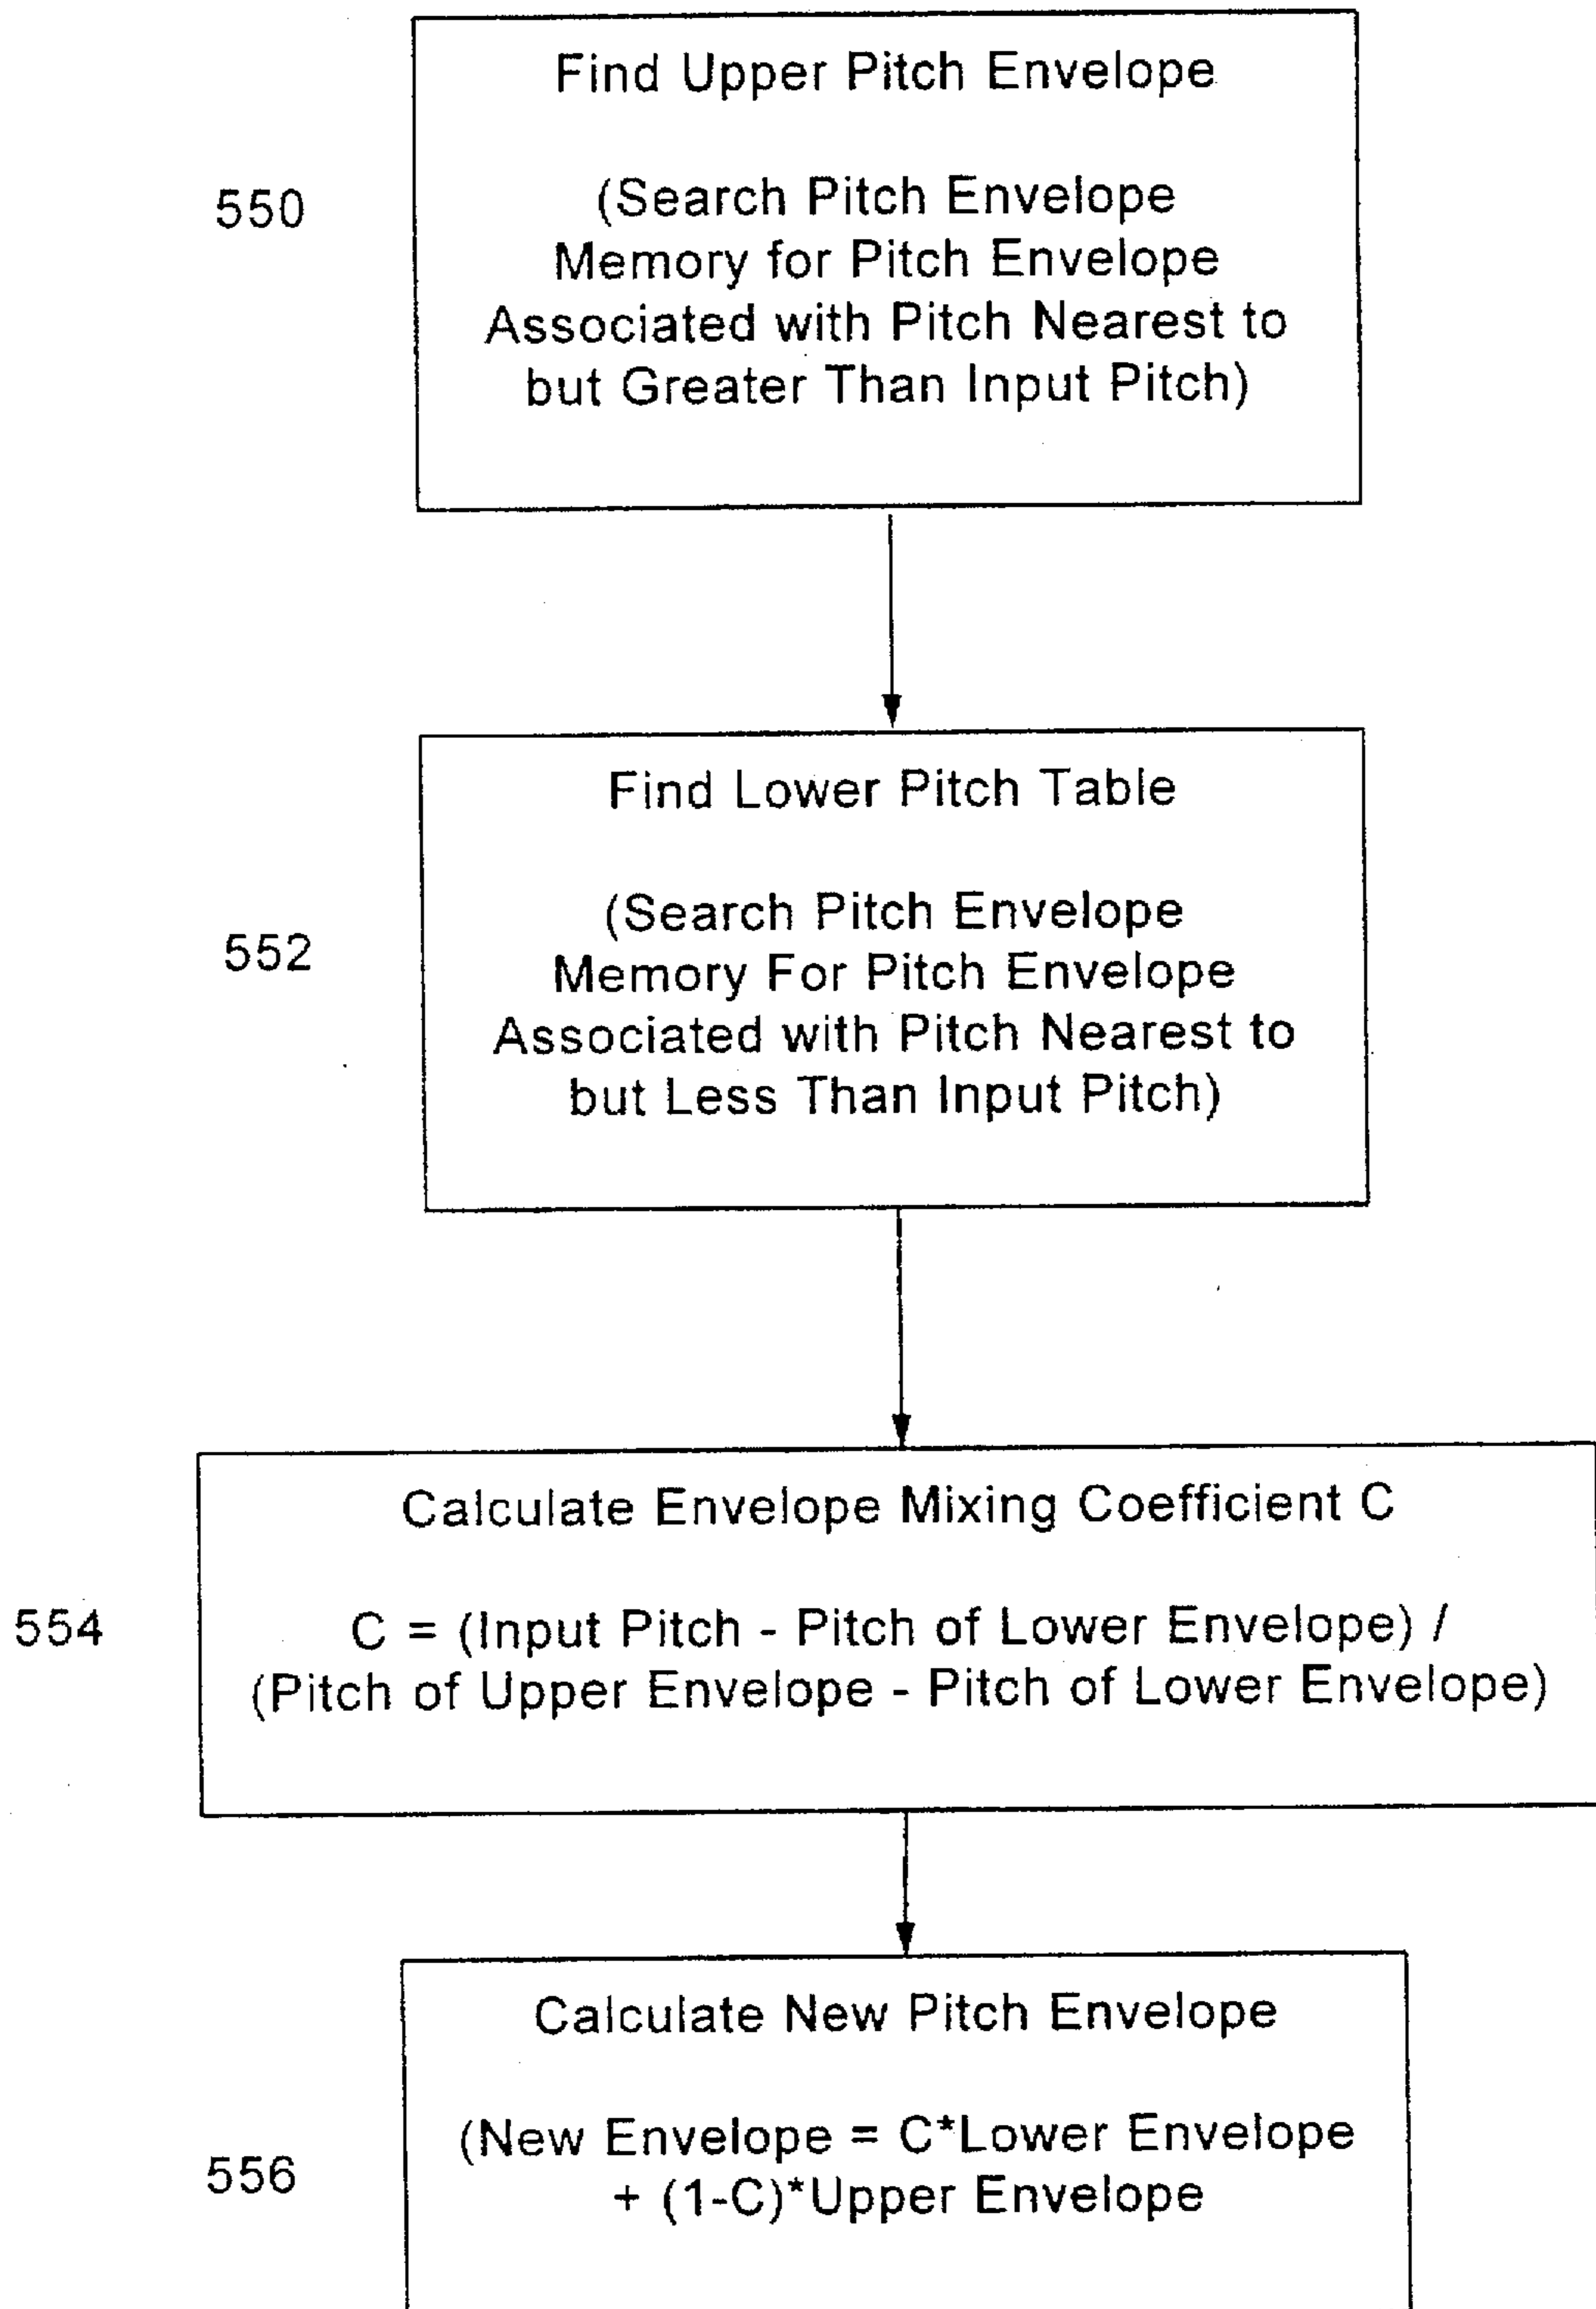 Find Upper Pitch Envelope
550
(Search Pitch Envelope
Memory for Pitch Envelope
Associated with Pitch Nearest to
but Greater Than Input Pitch)
Find Lower Pitch Table
552
(Search Pitch Envelope
Memory For Pitch Envelope
Associated with Pitch Nearest to
but Less Than Input Pitch)
Calculate Envelope Mixing Coefficient C
554
C = (Input Pitch - Pitch of Lower Envelope) /
(Pitch of Upper Envelope - Pitch of Lower Envelope)
Calculate New Pitch Envelope
556
(New Envelope = C*Lower Envelope
+ (1-C)*Upper Envelope